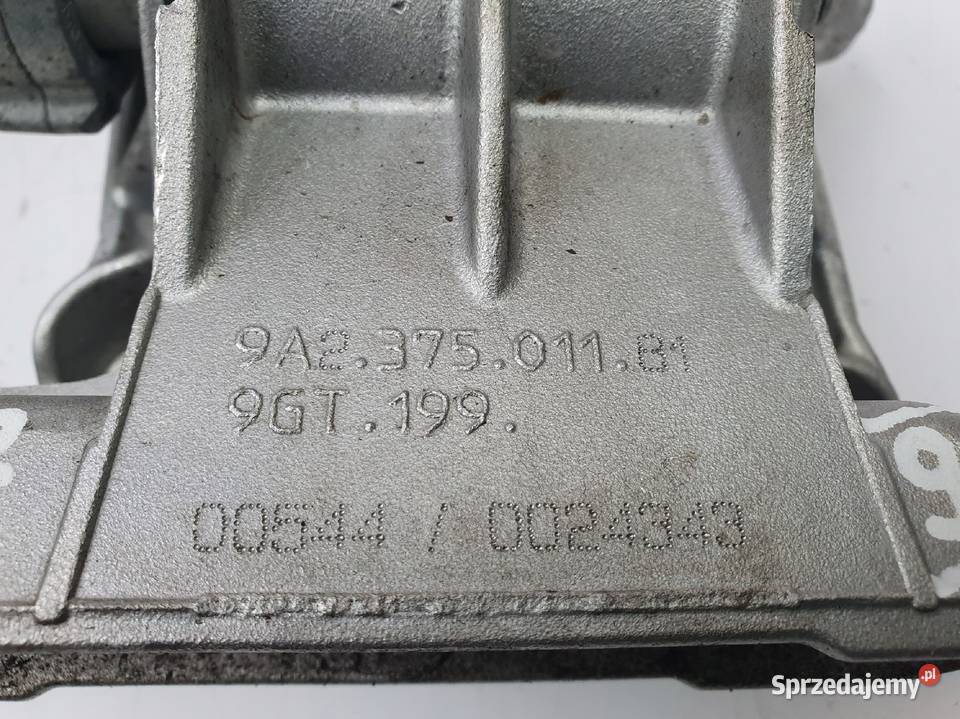 9A2.375.011.B1
9GT.199.
00544 / 0024343
Sprzedajemy.pl